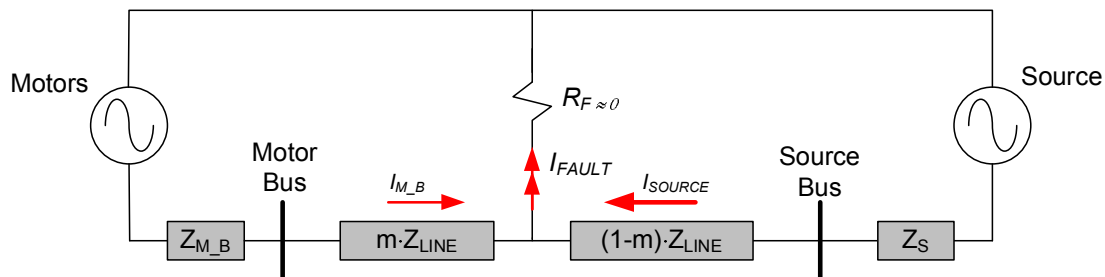 Motors
R_F ≈0
Source
Motor
Bus
I_M_B
I_FAULT
I_SOURCE
Source
Bus
Z_M_B
m·Z_LINE
(1-m)·Z_LINE
Z_S